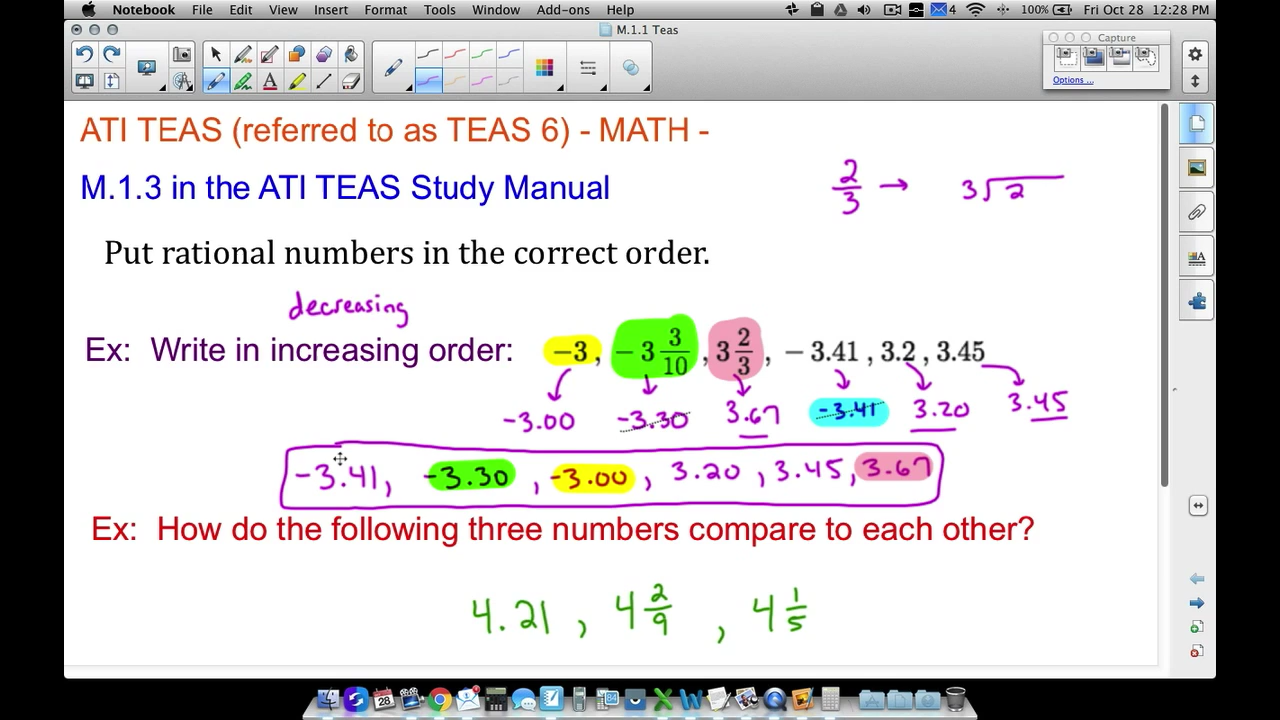 Notebook File Edit View Insert Format Tools Window Add-ons Help 4 100% Fri Oct 28 12:28 PM
M.1.1 Teas
Capture
Options ...
ATI TEAS (referred to as TEAS 6) - MATH -
M.1.3 in the ATI TEAS Study Manual
2/3 → 3√2
Put rational numbers in the correct order.
decreasing
Ex: Write in increasing order: −3 , −3 3/10 , 3 2/3 , − 3.41 , 3.2 , 3.45
-3.00 -3.30 3.67 -3.41 3.20 3.45
-3.41, -3.30 , -3.00 , 3.20 , 3.45, 3.67
Ex: How do the following three numbers compare to each other?
4.21 , 4 2/9 , 4 1/5